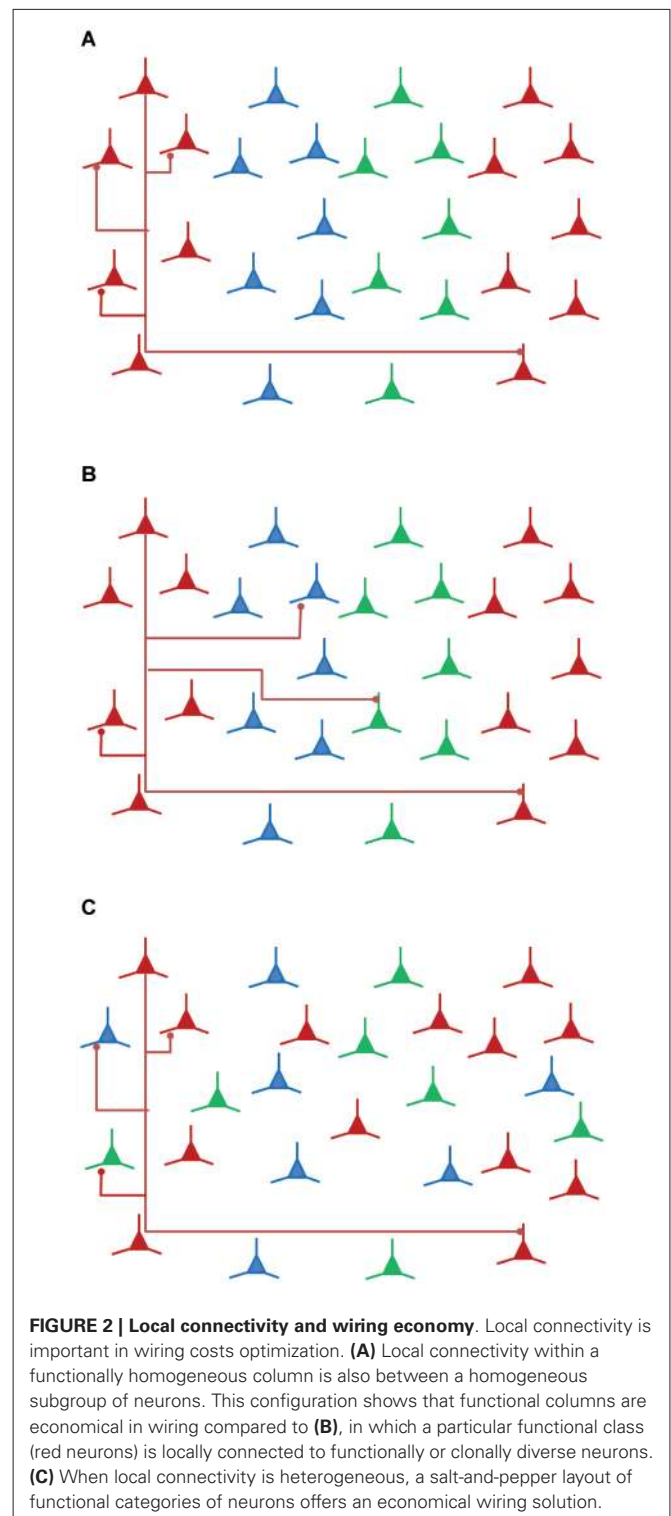 A
B
C
FIGURE 2 | Local connectivity and wiring economy. Local connectivity is
important in wiring costs optimization. (A) Local connectivity within a
functionally homogeneous column is also between a homogeneous
subgroup of neurons. This configuration shows that functional columns are
economical in wiring compared to (B), in which a particular functional class
(red neurons) is locally connected to functionally or clonally diverse neurons.
(C) When local connectivity is heterogeneous, a salt-and-pepper layout of
functional categories of neurons offers an economical wiring solution.